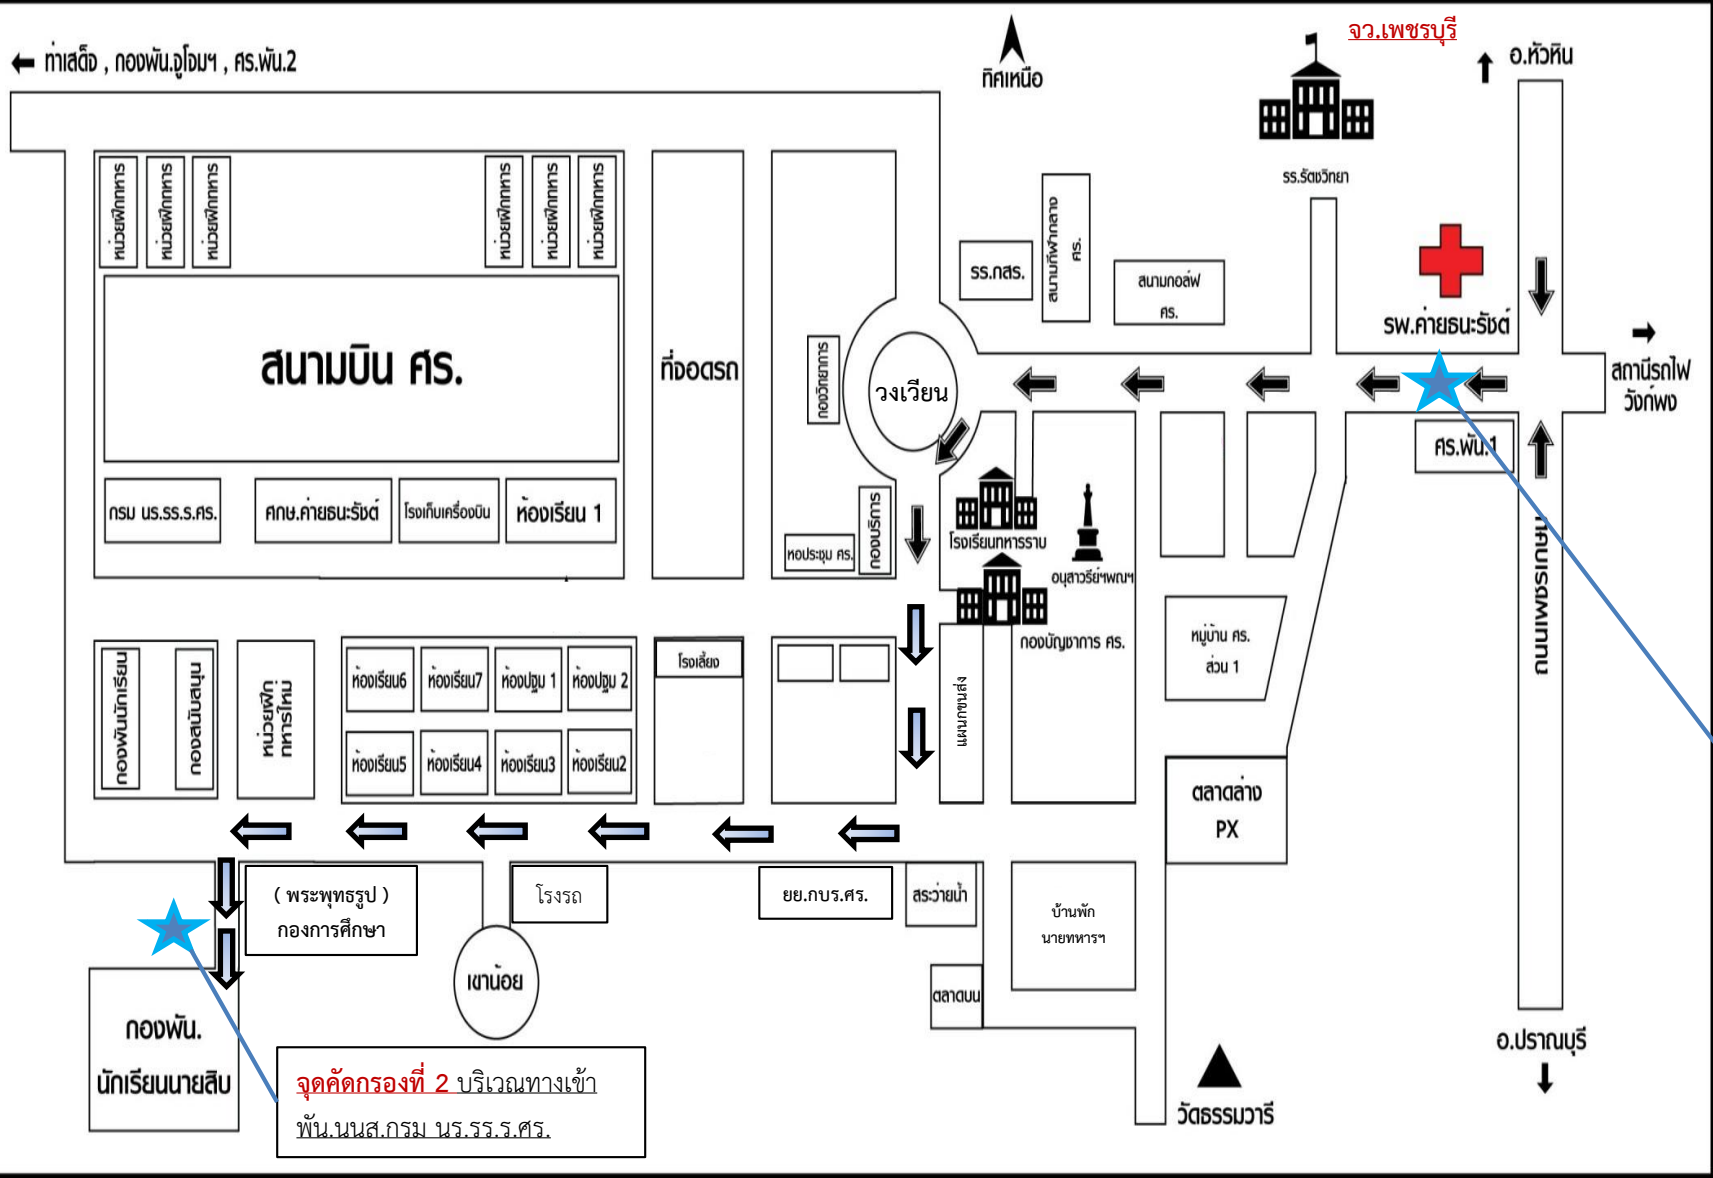 จว.เพชรบุรี
ท่าเสด็จ , กองพัน.จู่โจมฯ , ศร.พัน.2
ทิศเหนือ
อ.หัวหิน
รร.รัตชวิทยา
หน่วยฝึกทหาร
หน่วยฝึกทหาร
หน่วยฝึกทหาร
หน่วยฝึกทหาร
หน่วยฝึกทหาร
หน่วยฝึกทหาร
รร.กสร.
สนามกีฬากลาง
ศร.
สนามกอล์ฟ
ศร.
รพ.ค่ายธนะรัชต์
สถานีรถไฟ
วังก์พง
สนามบิน ศร.
ที่จอดรถ
กองวิทยาการ
วงเวียน
ศร.พัน.1
กรม นร.รร.ร.ศร.
ศกษ.ค่ายธนะรัชต์
โรงเก็บเครื่องบิน
ห้องเรียน 1
หอประชุม ศร.
กองบริการ
โรงเรียนทหารราบ
อนุสาวรีย์ฯพณฯ
กองบัญชาการ ศร.
ถนนเพชรเกษม
หมู่บ้าน ศร.
ส่วน 1
กองพันนักเรียน
กองสนับสนุน
หน่วยฝึก
ทหารใหม่
ห้องเรียน6
ห้องเรียน7
ห้องปฐม 1
ห้องปฐม 2
ห้องเรียน5
ห้องเรียน4
ห้องเรียน3
ห้องเรียน2
โรงเลี้ยง
แผนกขนส่ง
ตลาดล่าง
PX
( พระพุทธรูป )
กองการศึกษา
โรงรถ
ยย.กบร.ศร.
สระว่ายน้ำ
บ้านพัก
นายทหารฯ
เขาน้อย
ตลาดบน
กองพัน.
นักเรียนนายสิบ
จุดคัดกรองที่ 2 บริเวณทางเข้า
พัน.นนส.กรม นร.รร.ร.ศร.
วัดธรรมวารี
อ.ปราณบุรี